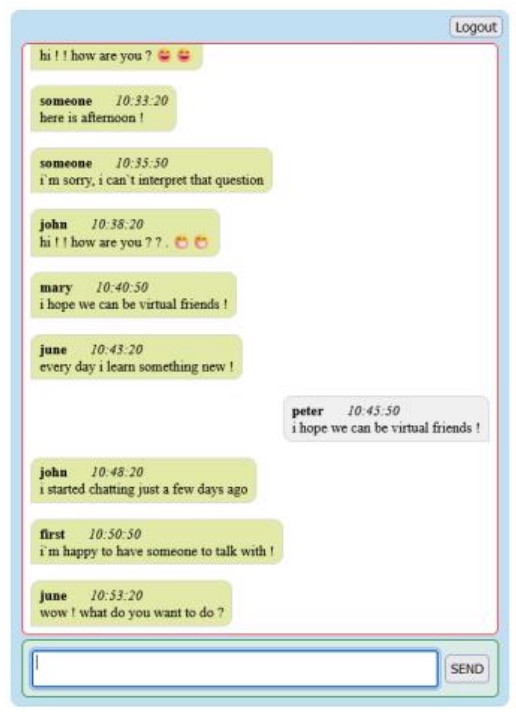 Logout
hi ! ! how are you ? 😄 😄
someone 10:33:20
here is afternoon !
someone 10:35:50
i`m sorry, i can`t interpret that question
john 10:38:20
hi ! ! how are you ? ? .
mary 10:40:50
i hope we can be virtual friends !
june 10:43:20
every day i learn something new !
peter 10:45:50
i hope we can be virtual friends !
john 10:48:20
i started chatting just a few days ago
first 10:50:50
i`m happy to have someone to talk with !
june 10:53:20
wow ! what do you want to do ?
SEND